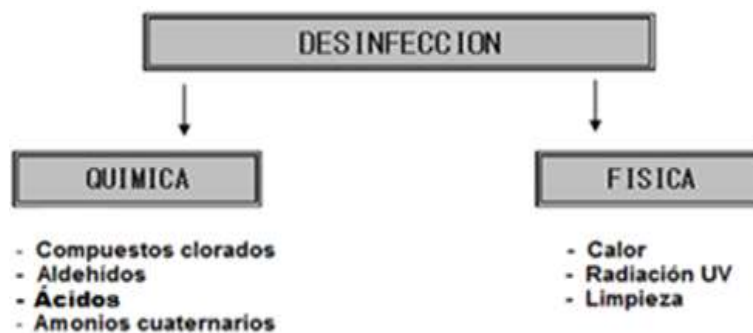 DESINFECCION
QUIMICA
- Compuestos clorados
- Aldehídos
- Ácidos
- Amonios cuaternarios
FISICA
- Calor
- Radiación UV
- Limpieza